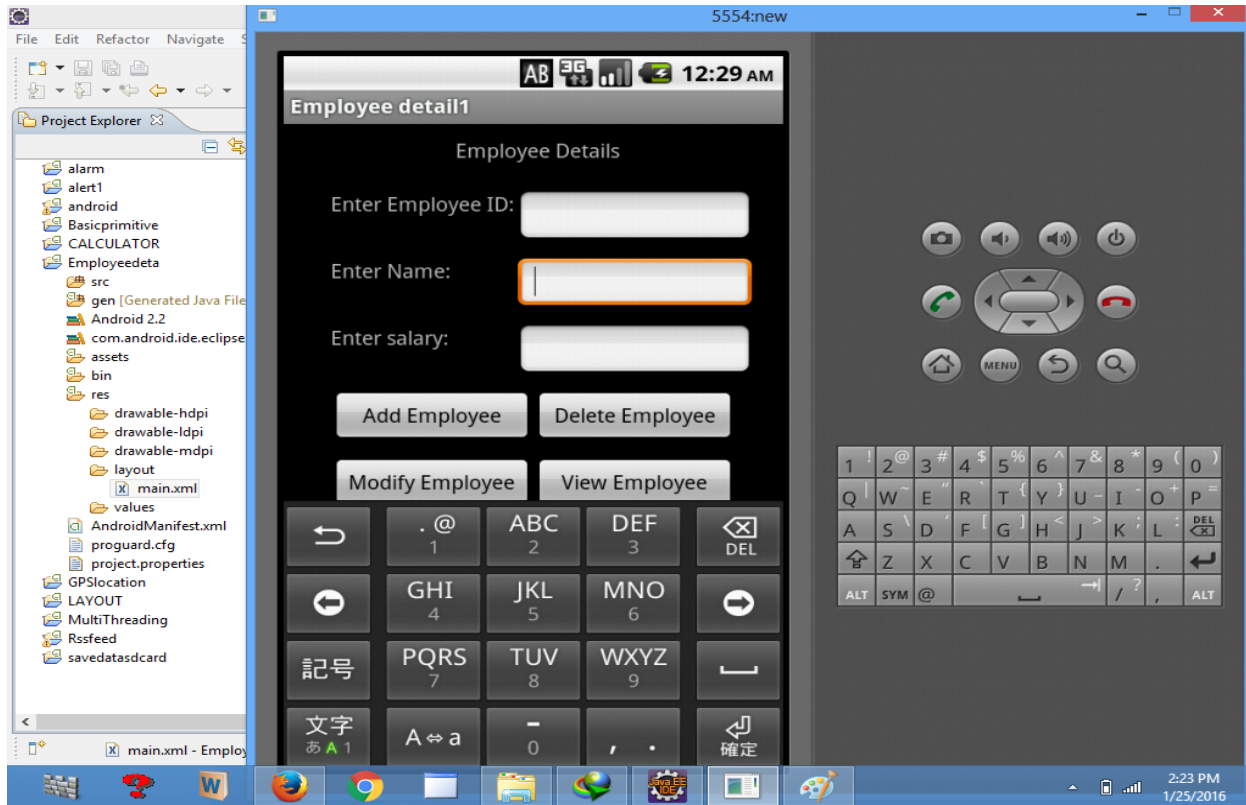 5554:new
File Edit Refactor Navigate S
Project Explorer
alarm
alert1
android
Basicprimitive
CALCULATOR
Employeedeta
src
gen [Generated Java File
Android 2.2
com.android.ide.eclipse
assets
bin
res
drawable-hdpi
drawable-ldpi
drawable-mdpi
layout
main.xml
values
AndroidManifest.xml
proguard.cfg
project.properties
GPSlocation
LAYOUT
MultiThreading
Rssfeed
savedatasdcard
main.xml - Employ
AB 3G 12:29 AM
Employee detail1
Employee Details
Enter Employee ID:
Enter Name:
Enter salary:
Add Employee Delete Employee
Modify Employee View Employee
. @ ABC DEF
1 2 3 DEL
GHI JKL MNO
4 5 6
記号 PQRS TUV WXYZ
7 8 9
文字 A⇔a - , .
あ A 1 0 確定
MENU
1 ! 2 @ 3 # 4 $ 5 % 6 ^ 7 & 8 * 9 ( 0 )
Q | W ~ E " R ` T { Y } U - I - O + P =
A S \ D ' F [ G ] H < J > K ; L : DEL
Z X C V B N M .
ALT SYM @ / ? , ALT
W Java EE IDE
2:23 PM
1/25/2016